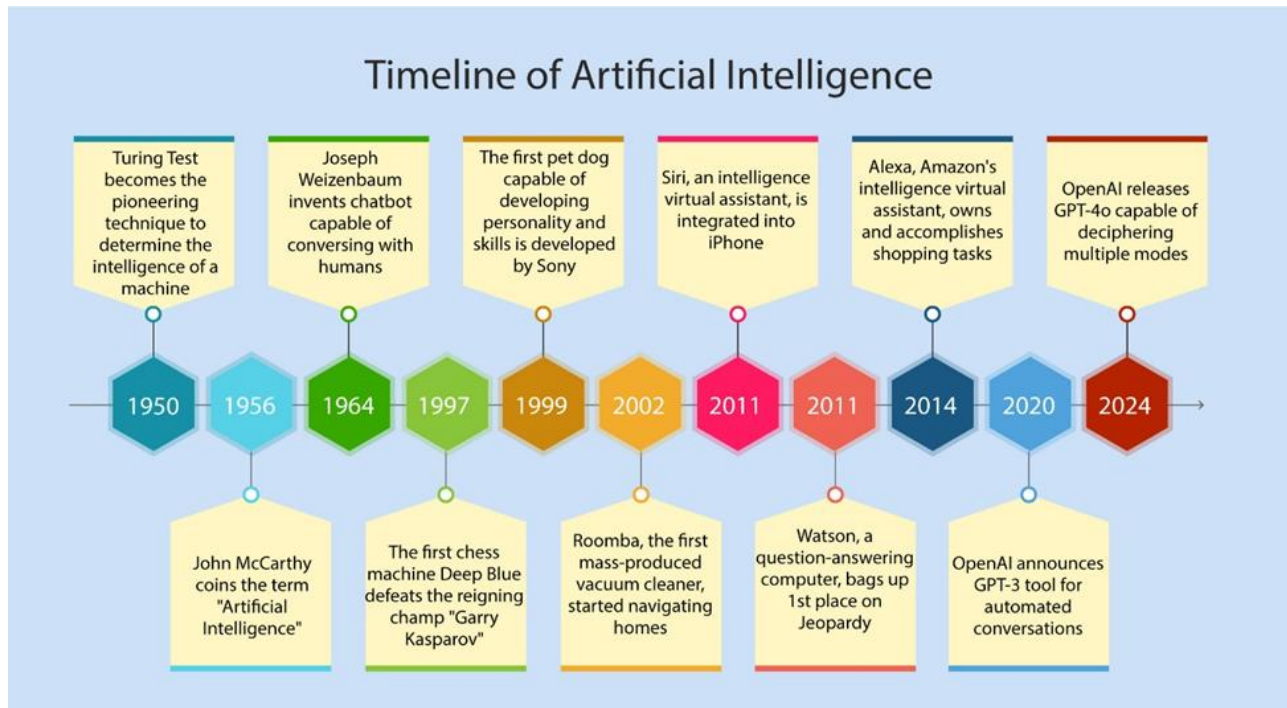 Timeline of Artificial Intelligence
Turing Test
becomes the
pioneering
technique to
determine the
intelligence of a
machine
Joseph
Weizenbaum
invents chatbot
capable of
conversing with
humans
The first pet dog
capable of
developing
personality and
skills is developed
by Sony
Siri, an intelligence
virtual assistant, is
integrated into
iPhone
Alexa, Amazon's
intelligence virtual
assistant, owns
and accomplishes
shopping tasks
OpenAI releases
GPT-4o capable of
deciphering
multiple modes
1950
1956
1964
1997
1999
2002
2011
2011
2014
2020
2024
John McCarthy
coins the term
"Artificial
Intelligence"
The first chess
machine Deep Blue
defeats the reigning
champ "Garry
Kasparov"
Roomba, the first
mass-produced
vacuum cleaner,
started navigating
homes
Watson, a
question-answering
computer, bags up
1st place on
Jeopardy
OpenAI announces
GPT-3 tool for
automated
conversations